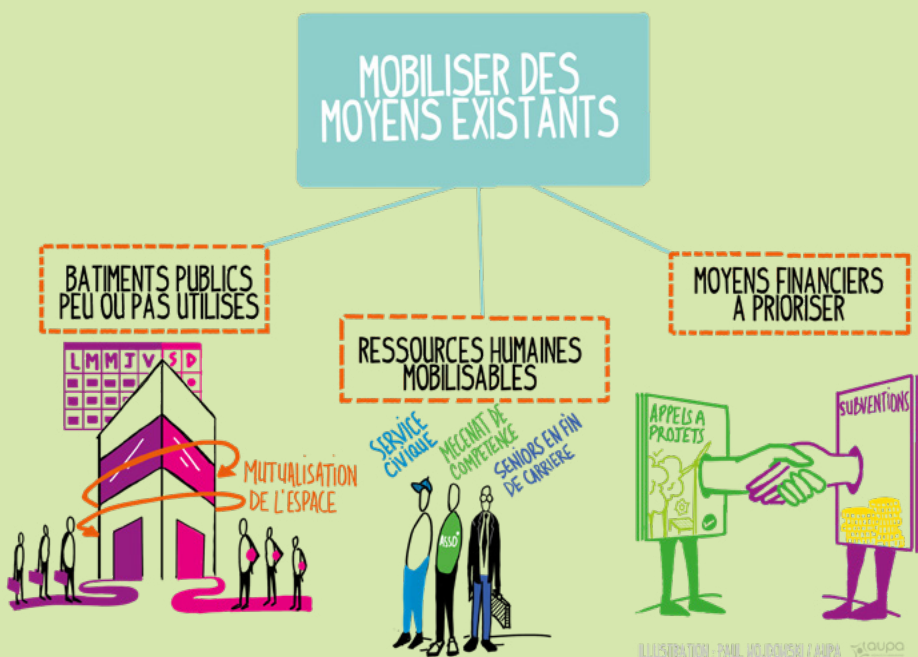 MOBILISER DES
MOYENS EXISTANTS
BATIMENTS PUBLICS
PEU OU PAS UTILISES
RESSOURCES HUMAINES
MOBILISABLES
MOYENS FINANCIERS
A PRIORISER
L M M J V S D
MUTUALISATION
DE L'ESPACE
SERVICE
CIVIQUE
MECENAT DE
COMPETENCE
SENIORS EN FIN
DE CARRIERE
ASSO
APPELS A
PROJETS
SUBVENTIONS
ILLUSTRATION : PAUL / AUPA
aupa